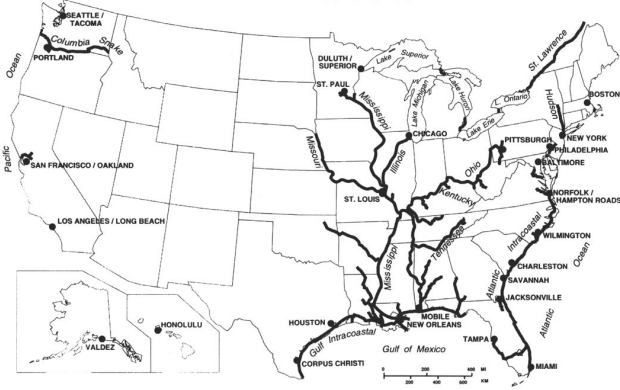 SEATTLE /
TACOMA
Columbia
Snake
PORTLAND
Ocean
Pacific
SAN FRANCISCO / OAKLAND
LOS ANGELES / LONG BEACH
DULUTH /
SUPERIOR
Lake Superior
ST. PAUL
Mississippi
Lake Michigan
Lake Huron
St. Lawrence
Ontario
Lake Erie
Hudson
BOSTON
NEW YORK
CHICAGO
Missouri
Illinois
PITTSBURGH
PHILADELPHIA
BALTIMORE
Ohio
ST. LOUIS
Kentucky
NORFOLK /
HAMPTON ROADS
Mississippi
Tennessee
Intracoastal
WILMINGTON
Ocean
CHARLESTON
SAVANNAH
Atlantic
JACKSONVILLE
Atlantic
VALDEZ
HONOLULU
HOUSTON
Gulf Intracoastal
MOBILE
NEW ORLEANS
Gulf of Mexico
TAMPA
CORPUS CHRISTI
MIAMI
0 200 400 600 MI
200 600 KM